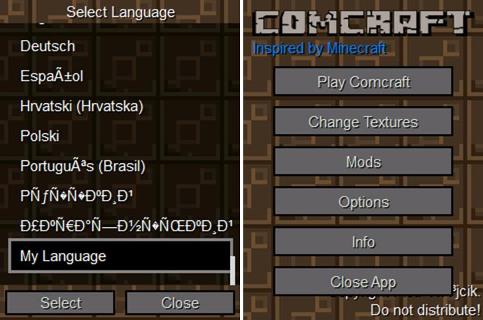 Select Language
Deutsch
EspaÃ±ol
Hrvatski (Hrvatska)
Polski
PortuguÃªs (Brasil)
My Language
Select
Close
COMCRAFT
Inspired by Minecraft
Play Comcraft
Change Textures
Mods
Options
Info
Close App
³jcik.
Do not distribute!